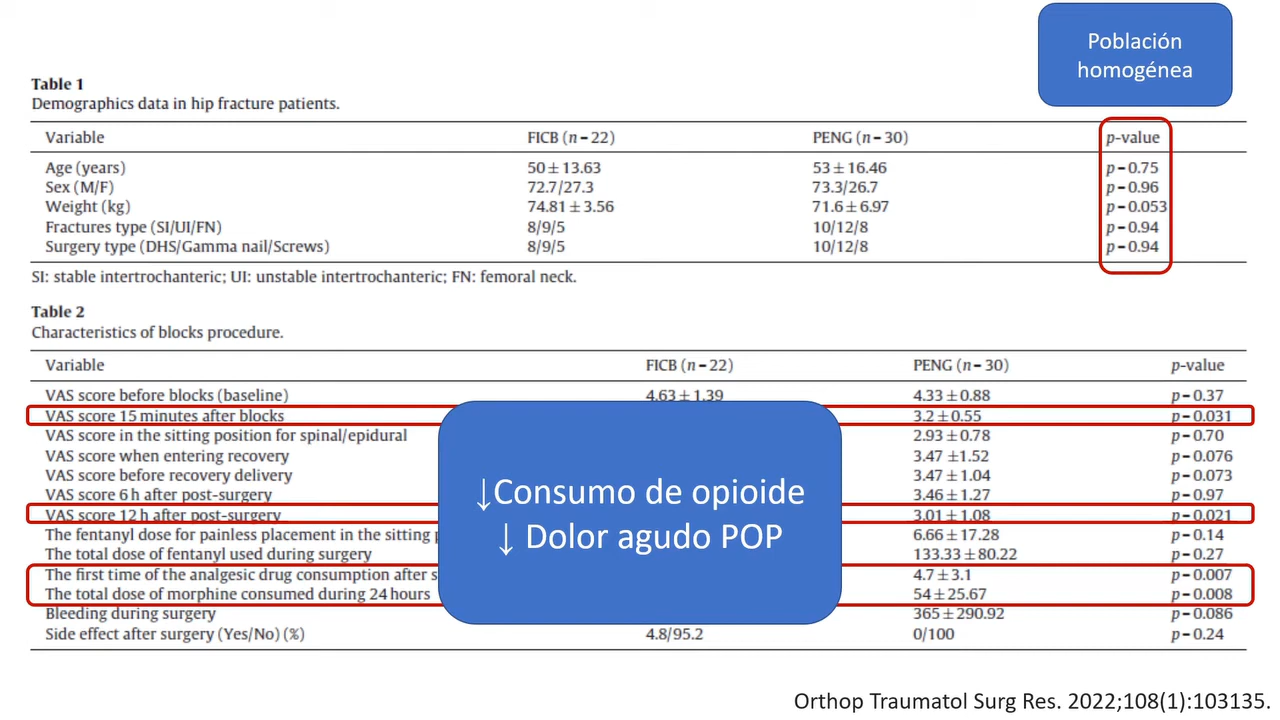 Población
homogénea
Table 1
Demographics data in hip fracture patients.
Variable FICB (n – 22) PENG (n – 30) p-value
Age (years) 50 ± 13.63 53 ± 16.46 p – 0.75
Sex (M/F) 72.7/27.3 73.3/26.7 p – 0.96
Weight (kg) 74.81 ± 3.56 71.6 ± 6.97 p – 0.053
Fractures type (SI/UI/FN) 8/9/5 10/12/8 p – 0.94
Surgery type (DHS/Gamma nail/Screws) 8/9/5 10/12/8 p – 0.94
SI: stable intertrochanteric; UI: unstable intertrochanteric; FN: femoral neck.
Table 2
Characteristics of blocks procedure.
Variable FICB (n – 22) PENG (n – 30) p-value
VAS score before blocks (baseline) 4.63 ± 1.39 4.33 ± 0.88 p – 0.37
VAS score 15 minutes after blocks 3.2 ± 0.55 p – 0.031
VAS score in the sitting position for spinal/epidural 2.93 ± 0.78 p – 0.70
VAS score when entering recovery 3.47 ±1.52 p – 0.076
VAS score before recovery delivery 3.47 ± 1.04 p – 0.073
VAS score 6 h after post-surgery 3.46 ± 1.27 p – 0.97
VAS score 12 h after post-surgery 3.01 ± 1.08 p – 0.021
The fentanyl dose for painless placement in the sitting 6.66 ± 17.28 p – 0.14
The total dose of fentanyl used during surgery 133.33 ± 80.22 p – 0.27
The first time of the analgesic drug consumption after 4.7 ± 3.1 p – 0.007
The total dose of morphine consumed during 24 hours 54 ± 25.67 p – 0.008
Bleeding during surgery 365 ± 290.92 p – 0.086
Side effect after surgery (Yes/No) (%) 4.8/95.2 0/100 p – 0.24
↓Consumo de opioide
↓ Dolor agudo POP
Orthop Traumatol Surg Res. 2022;108(1):103135.